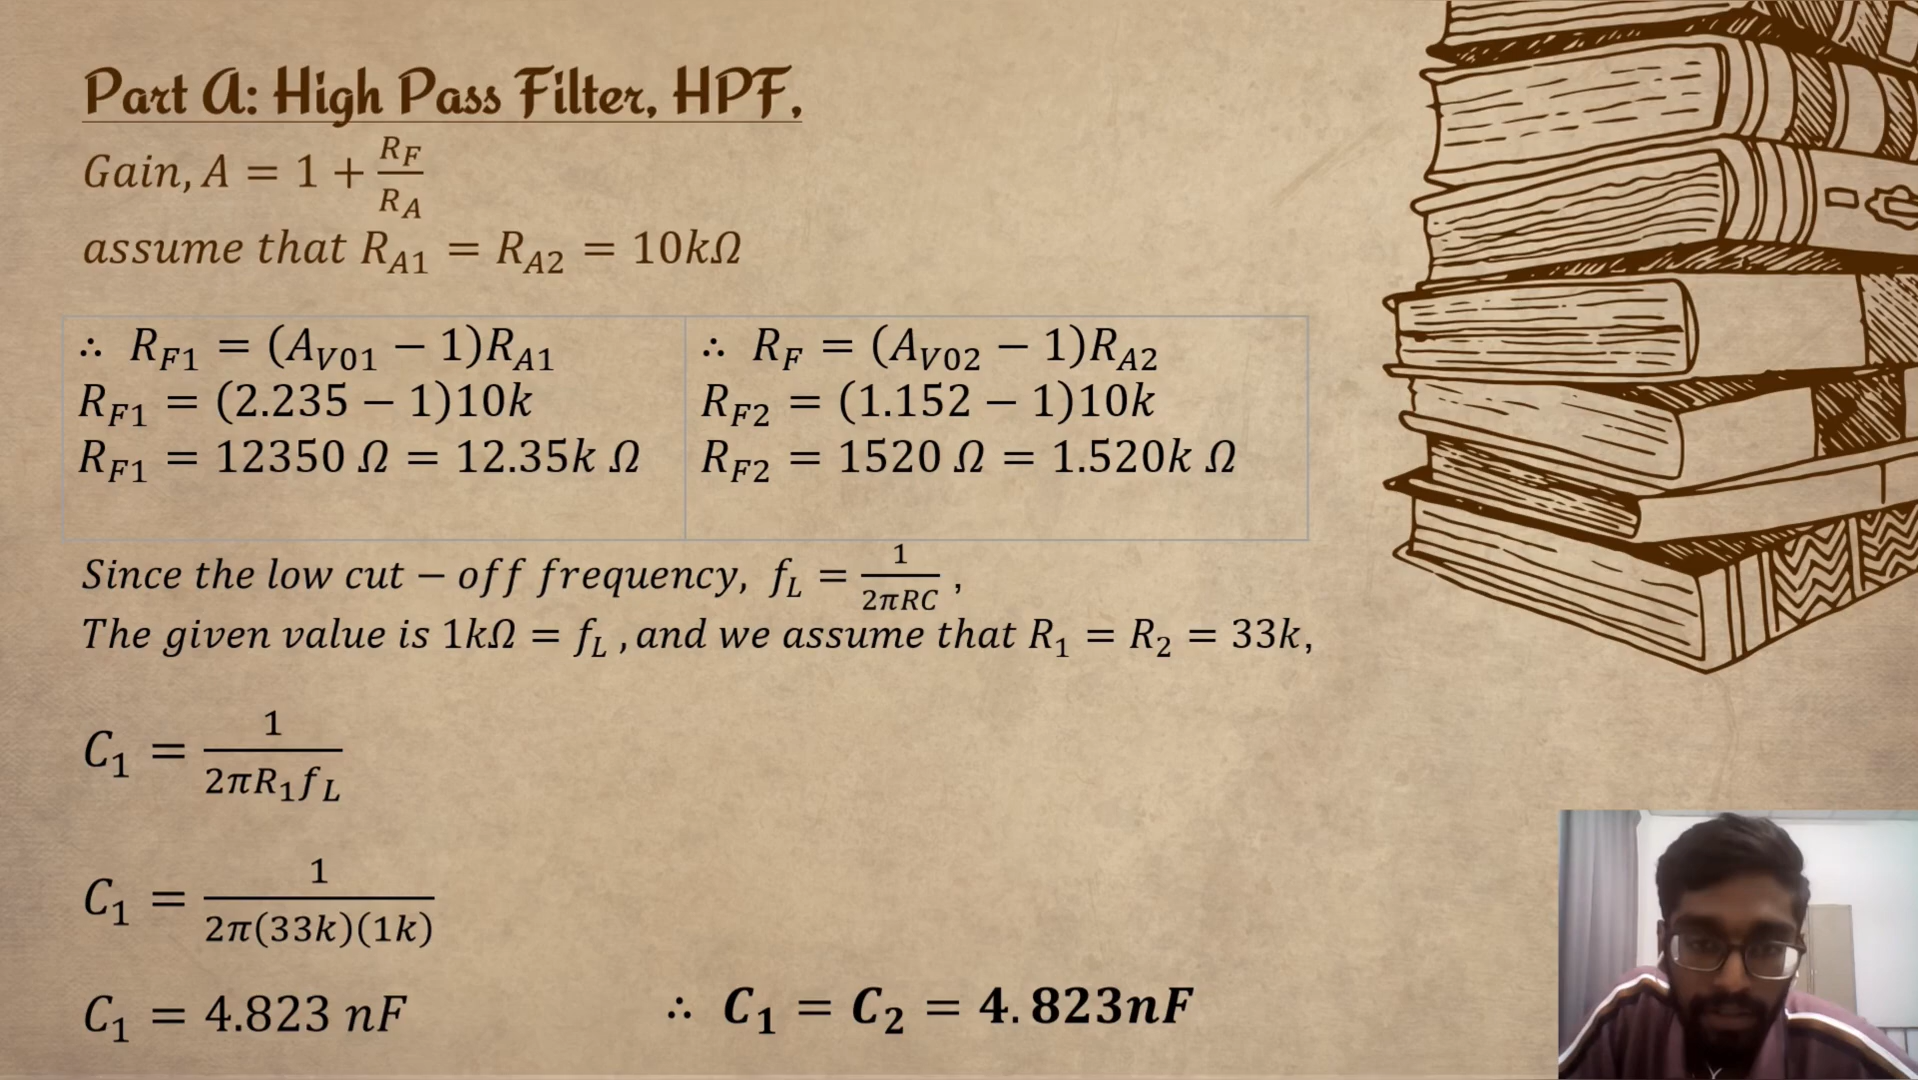 Part A: High Pass Filter, HPF,
Gain, A = 1 + R_F/R_A
assume that R_A1 = R_A2 = 10kΩ
∴ R_F1 = (A_V01 − 1)R_A1
R_F1 = (2.235 − 1)10k
R_F1 = 12350 Ω = 12.35k Ω
∴ R_F = (A_V02 − 1)R_A2
R_F2 = (1.152 − 1)10k
R_F2 = 1520 Ω = 1.520k Ω
Since the low cut − off frequency, f_L = 1/2πRC ,
The given value is 1kΩ = f_L , and we assume that R_1 = R_2 = 33k,
C_1 = 1/2πR_1f_L
C_1 = 1/2π(33k)(1k)
C_1 = 4.823 nF
∴ C_1 = C_2 = 4.823nF